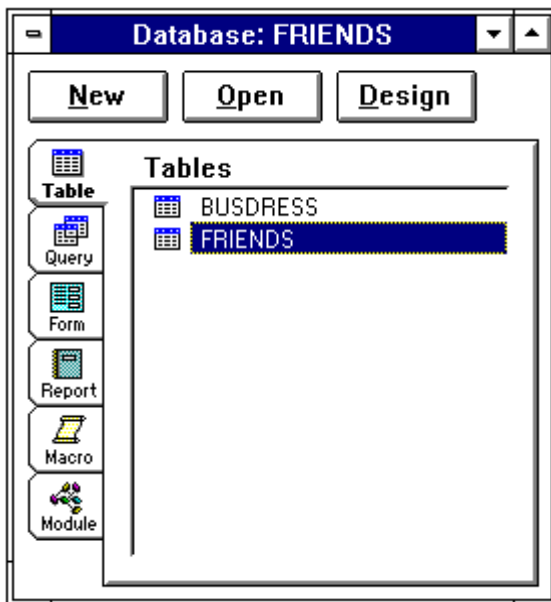 Database: FRIENDS
New Open Design
Table
Query
Form
Report
Macro
Module
Tables
BUSDRESS
FRIENDS